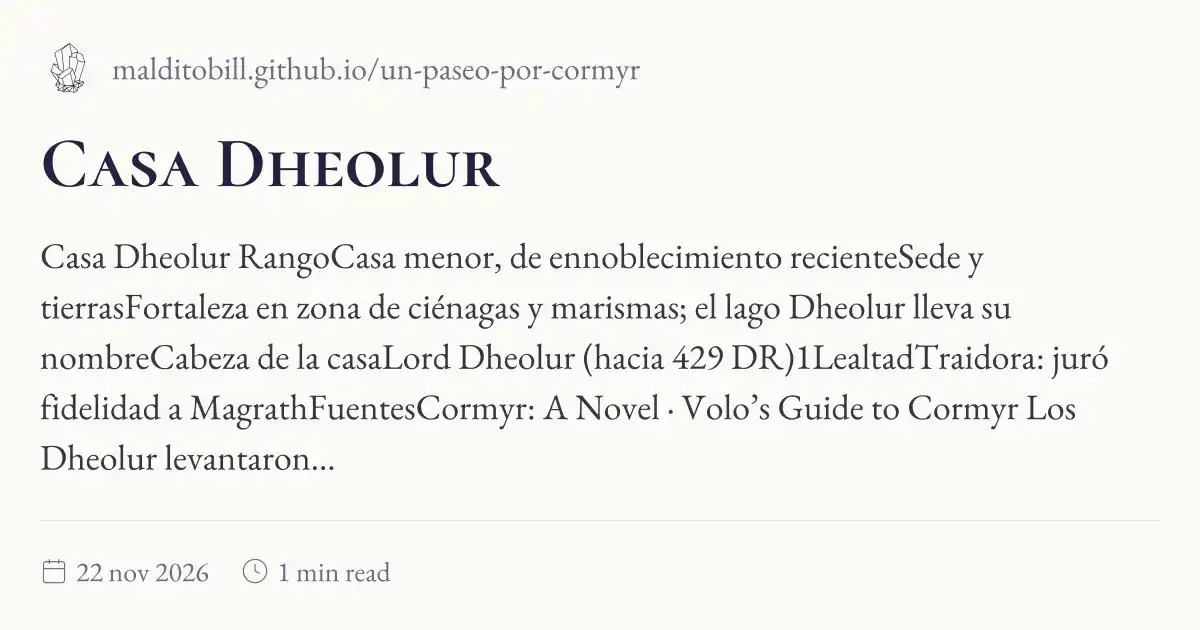 malditobill.github.io/un-paseo-por-cormyr
Casa Dheolur
Casa Dheolur RangoCasa menor, de ennoblecimiento recienteSede y
tierrasFortaleza en zona de ciénagas y marismas; el lago Dheolur lleva su
nombreCabeza de la casaLord Dheolur (hacia 429 DR)1LealtadTraidora: juró
fidelidad a MagrathFuentesCormyr: A Novel · Volo’s Guide to Cormyr Los
Dheolur levantaron...
22 nov 2026 1 min read